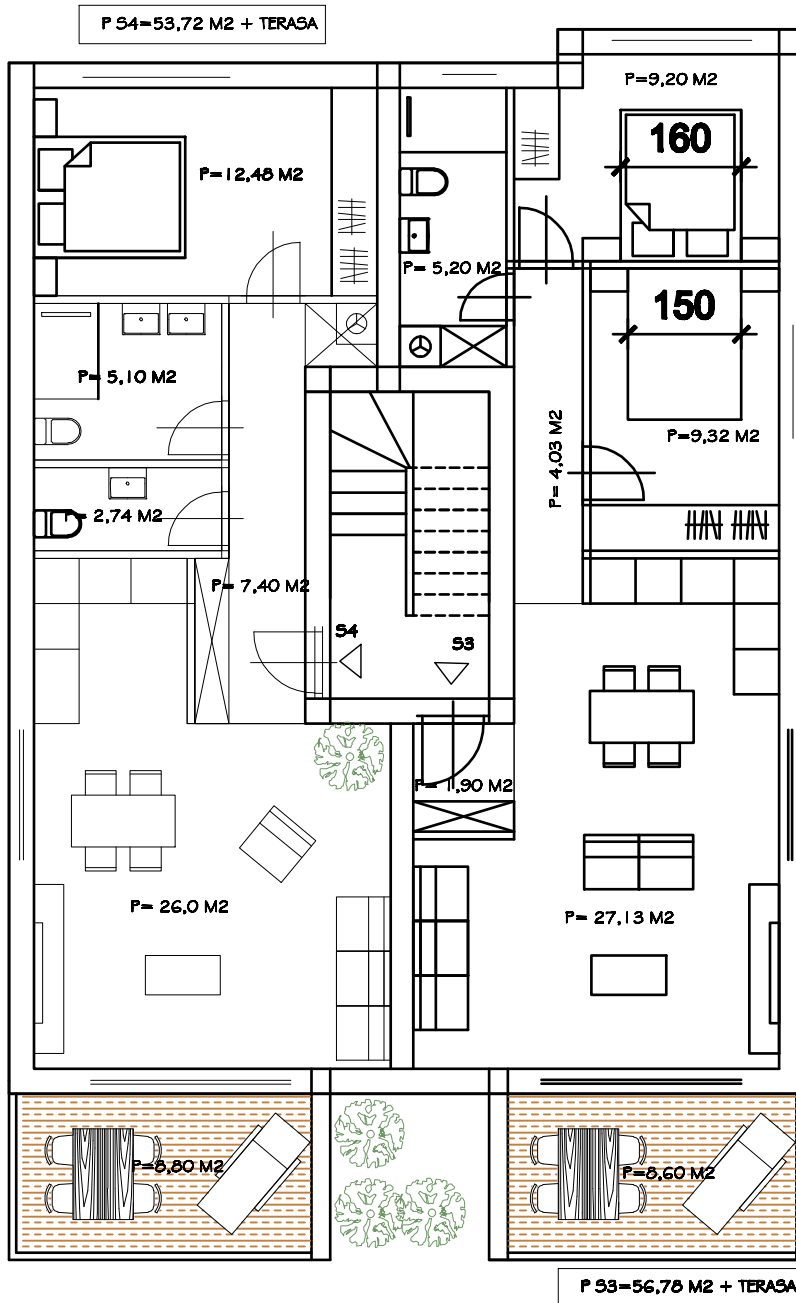 P S4=53,72 M2 + TERASA
P=9,20 M2
160
P=12,48 M2
P= 5,20 M2
150
P= 5,10 M2
P=9,32 M2
P= 4,03 M2
P= 2,74 M2
P= 7,40 M2
S4
S3
P= 1,90 M2
P= 26,0 M2
P= 27,13 M2
P=8,80 M2
P=8,60 M2
P S3=56,78 M2 + TERASA